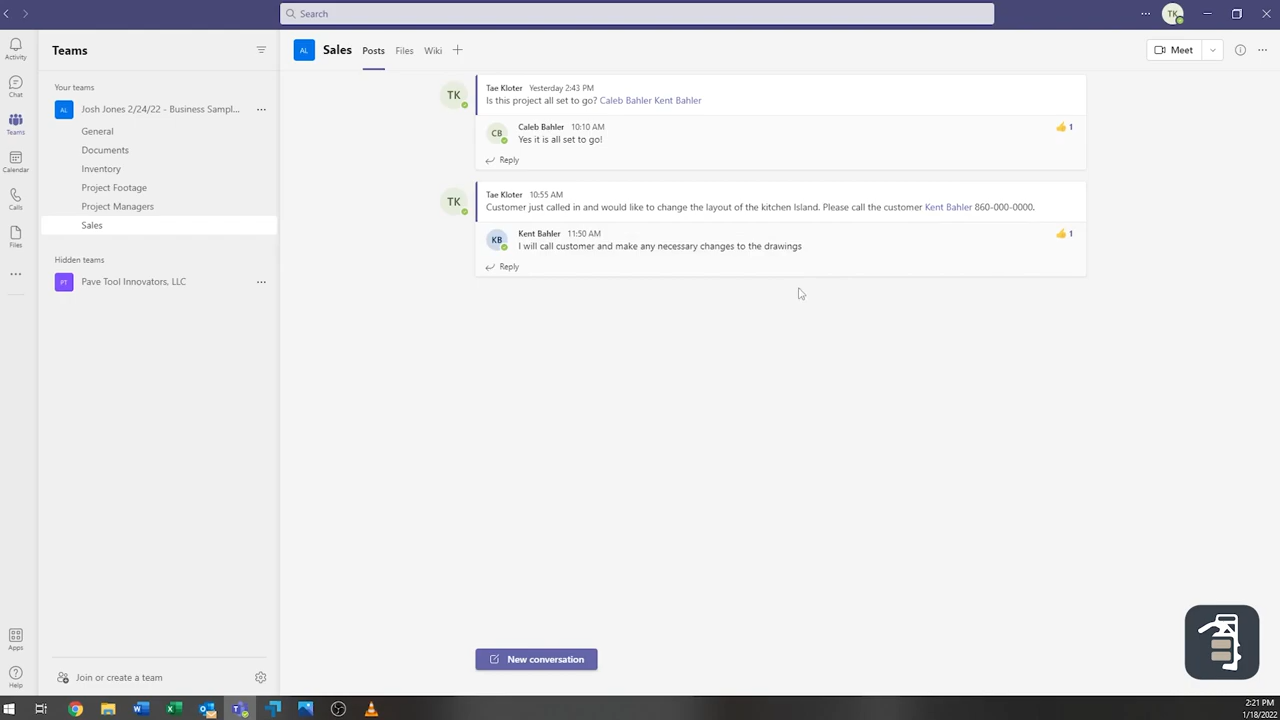 Search
TK
Activity
Chat
Teams
Calendar
Calls
Files
Apps
Help
Teams
Your teams
AL Josh Jones 2/24/22 - Business Sampl...
General
Documents
Inventory
Project Footage
Project Managers
Sales
Hidden teams
PT Pave Tool Innovators, LLC
Join or create a team
AL Sales Posts Files Wiki
Meet
TK Tae Kloter Yesterday 2:43 PM
Is this project all set to go? Caleb Bahler Kent Bahler
CB Caleb Bahler 10:10 AM 1
Yes it is all set to go!
Reply
TK Tae Kloter 10:55 AM
Customer just called in and would like to change the layout of the kitchen Island. Please call the customer Kent Bahler 860-000-0000.
KB Kent Bahler 11:50 AM 1
I will call customer and make any necessary changes to the drawings
Reply
New conversation
2:21 PM
1/18/2022